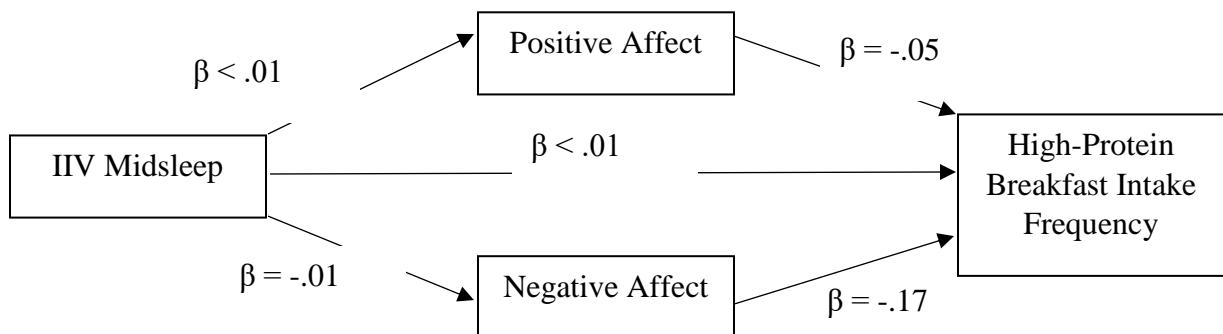 Positive Affect
β = -.05
β < .01
β < .01
IIV Midsleep
High-Protein
Breakfast Intake
Frequency
β = -.01
Negative Affect
β = -.17